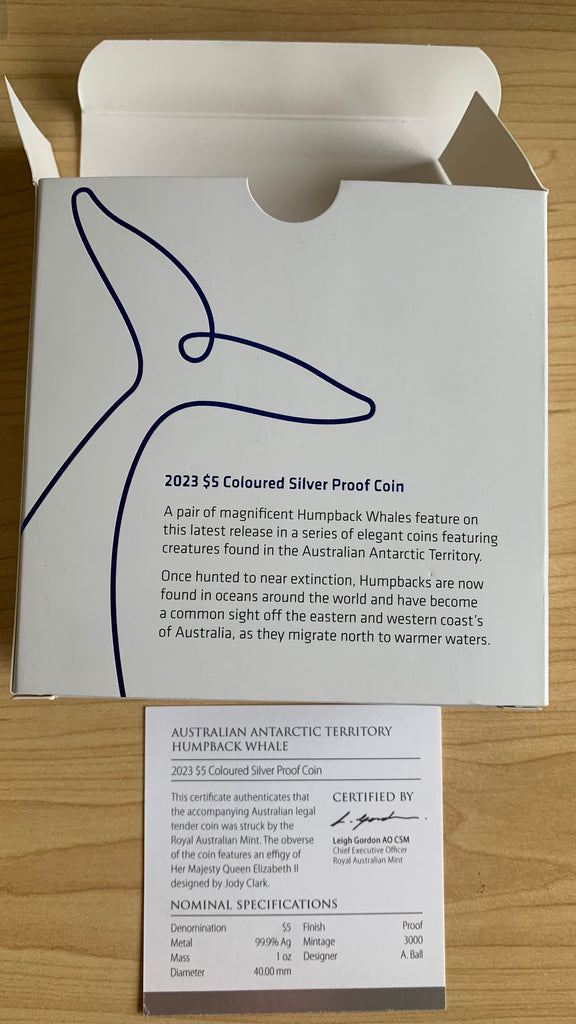 2023 $5 Coloured Silver Proof Coin
A pair of magnificent Humpback Whales feature on
this latest release in a series of elegant coins featuring
creatures found in the Australian Antarctic Territory.
Once hunted to near extinction, Humpbacks are now
found in oceans around the world and have become
a common sight off the eastern and western coast's
of Australia, as they migrate north to warmer waters.
AUSTRALIAN ANTARCTIC TERRITORY
HUMPBACK WHALE
2023 $5 Coloured Silver Proof Coin
This certificate authenticates that
the accompanying Australian legal
tender coin was struck by the
Royal Australian Mint. The obverse
of the coin features an effigy of
Her Majesty Queen Elizabeth II
designed by Jody Clark.
CERTIFIED BY
L. Gordon
Leigh Gordon AO CSM
Chief Executive Officer
Royal Australian Mint
NOMINAL SPECIFICATIONS
Denomination $5 Finish Proof
Metal 99.9% Ag Mintage 3000
Mass 1 oz Designer A. Ball
Diameter 40.00 mm